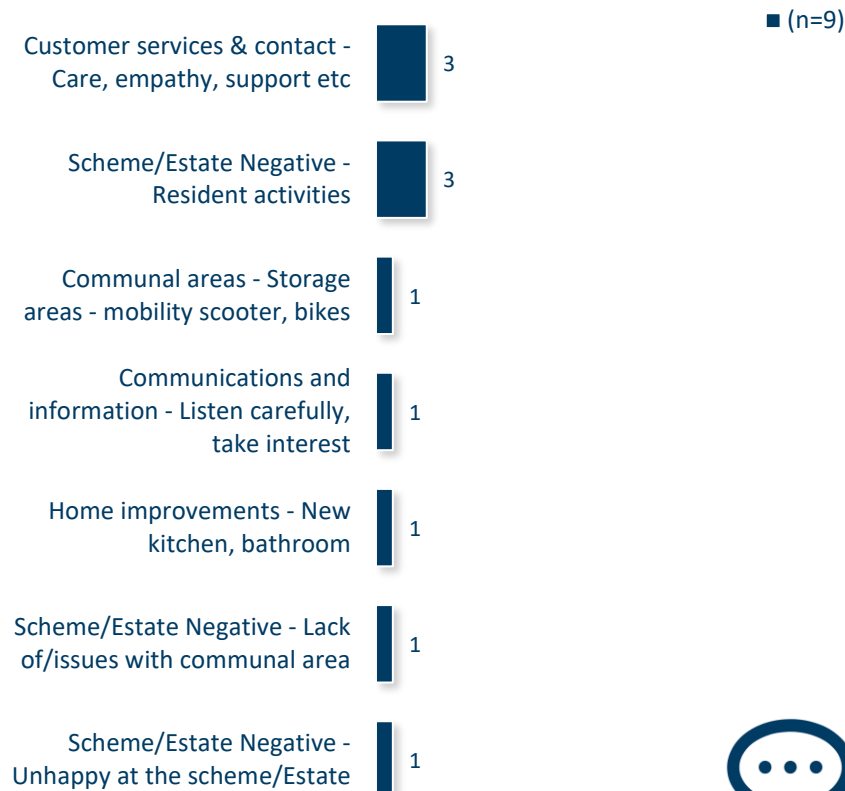 ■ (n=9)
Customer services & contact -
Care, empathy, support etc
3
Scheme/Estate Negative -
Resident activities
3
Communal areas - Storage
areas - mobility scooter, bikes
1
Communications and
information - Listen carefully,
take interest
1
Home improvements - New
kitchen, bathroom
1
Scheme/Estate Negative - Lack
of/issues with communal area
1
Scheme/Estate Negative -
Unhappy at the scheme/Estate
1